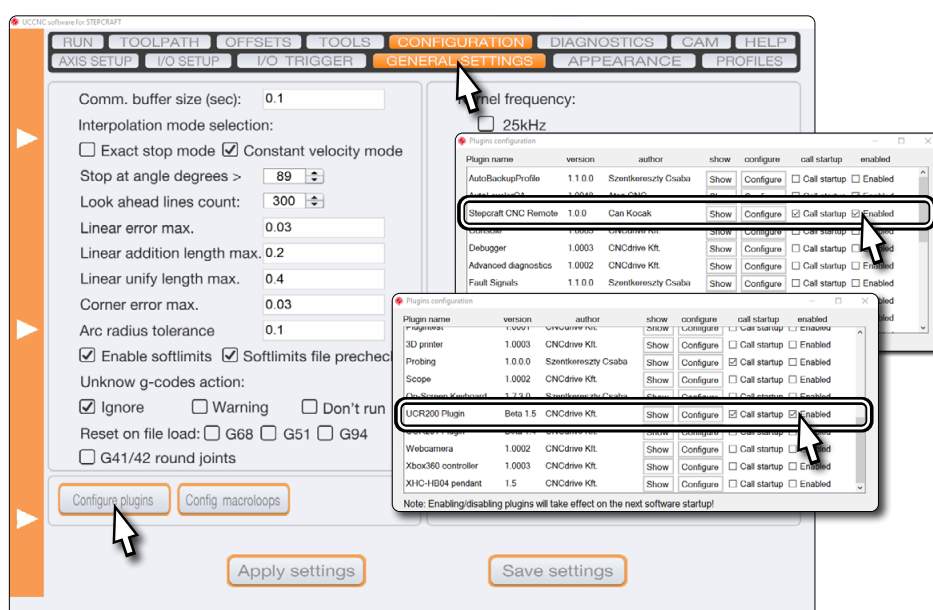 UCCNC software for STEPCRAFT
RUN TOOLPATH OFFSETS TOOLS CONFIGURATION DIAGNOSTICS CAM HELP
AXIS SETUP I/O SETUP I/O TRIGGER GENERAL SETTINGS APPEARANCE PROFILES
Comm. buffer size (sec): 0.1
Interpolation mode selection:
Exact stop mode Constant velocity mode
Stop at angle degrees > 89
Look ahead lines count: 300
Linear error max. 0.03
Linear addition length max. 0.2
Linear unify length max. 0.4
Corner error max. 0.03
Arc radius tolerance 0.1
Enable softlimits Softlimits file prechec
Unknow g-codes action:
Ignore Warning Don't run
Reset on file load: G68 G51 G94
G41/42 round joints
Configure plugins Config macroloops
Apply settings Save settings
frequency:
25kHz
Plugins configuration
Plugin name version author show configure call startup enabled
AutoBackupProfile 1.1.0.0 Szentkereszty Csaba Show Configure Call startup Enabled
Stepcraft CNC Remote 1.0.0 Can Kocak Show Configure Call startup Enabled
Debugger 1.0003 CNCdrive Kft. Show Configure Call startup
Advanced diagnostics 1.0002 CNCdrive Kft. Show Configure Call startup Enabled
Fault Signals 1.1.0.0 Szentkereszty Csaba Show Configure Call startup Enabled
Plugins configuration
Plugin name version author show configure call startup enabled
3D printer 1.0003 CNCdrive Kft. Show Configure Call startup Enabled
Probing 1.0.0.0 Szentkereszty Csaba Show Configure Call startup Enabled
Scope 1.0002 CNCdrive Kft. Show Configure Call startup Enabled
UCR200 Plugin Beta 1.5 CNCdrive Kft. Show Configure Call startup Enabled
Webcamera 1.0002 CNCdrive Kft. Show Configure Call startup Enabled
Xbox360 controller 1.0003 CNCdrive Kft. Show Configure Call startup Enabled
XHC-HB04 pendant 1.5 CNCdrive Kft. Show Configure Call startup Enabled
Note: Enabling/disabling plugins will take effect on the next software startup!